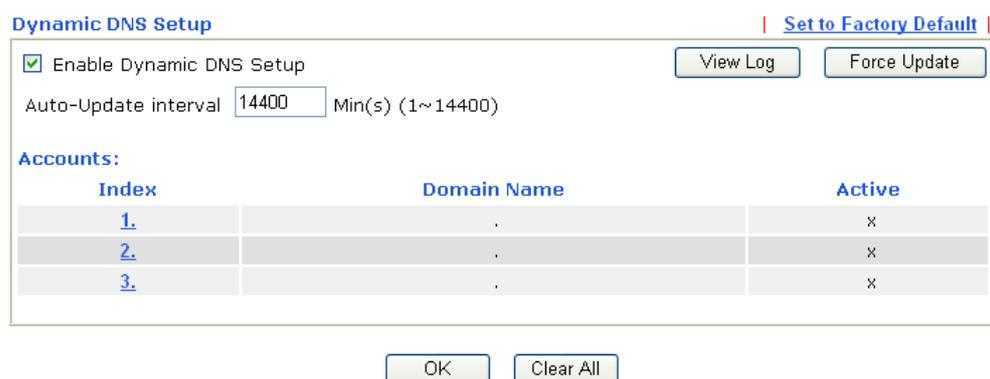 Dynamic DNS Setup | Set to Factory Default |
Enable Dynamic DNS Setup View Log Force Update
Auto-Update interval 14400 Min(s) (1~14400)
Accounts:
Index Domain Name Active
1. . x
2. . x
3. . x
OK Clear All